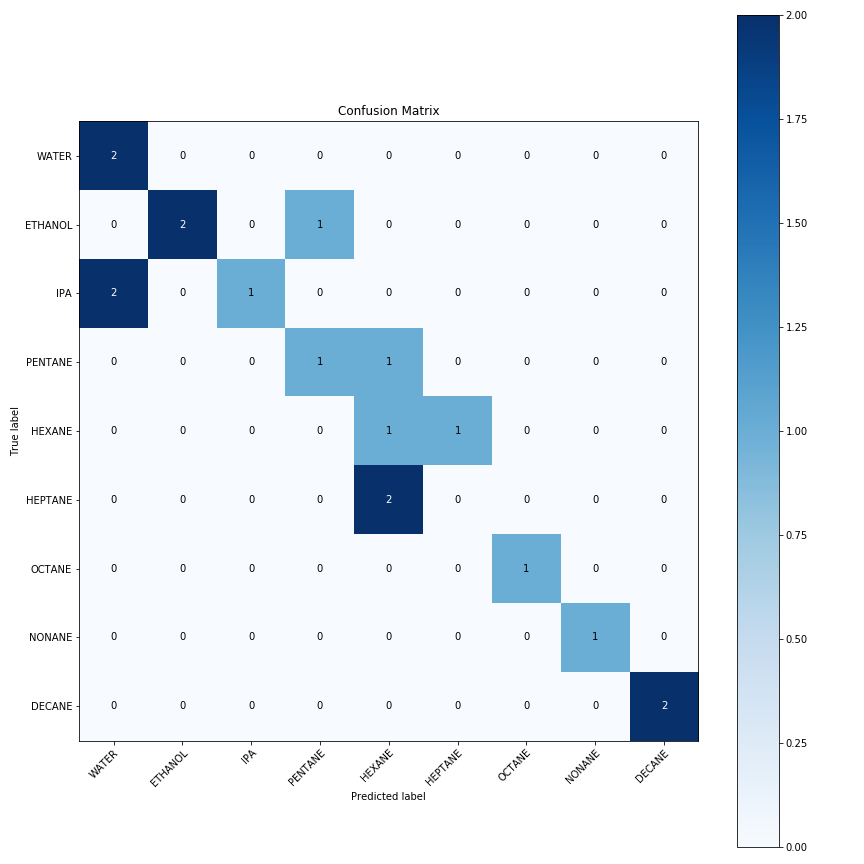 Confusion Matrix
True label
WATER 2 0 0 0 0 0 0 0 0
ETHANOL 0 2 0 1 0 0 0 0 0
IPA 2 0 1 0 0 0 0 0 0
PENTANE 0 0 0 1 1 0 0 0 0
HEXANE 0 0 0 0 1 1 0 0 0
HEPTANE 0 0 0 0 2 0 0 0 0
OCTANE 0 0 0 0 0 0 1 0 0
NONANE 0 0 0 0 0 0 0 1 0
DECANE 0 0 0 0 0 0 0 0 2
WATER ETHANOL IPA PENTANE HEXANE HEPTANE OCTANE NONANE DECANE
Predicted label
2.00
1.75
1.50
1.25
1.00
0.75
0.50
0.25
0.00